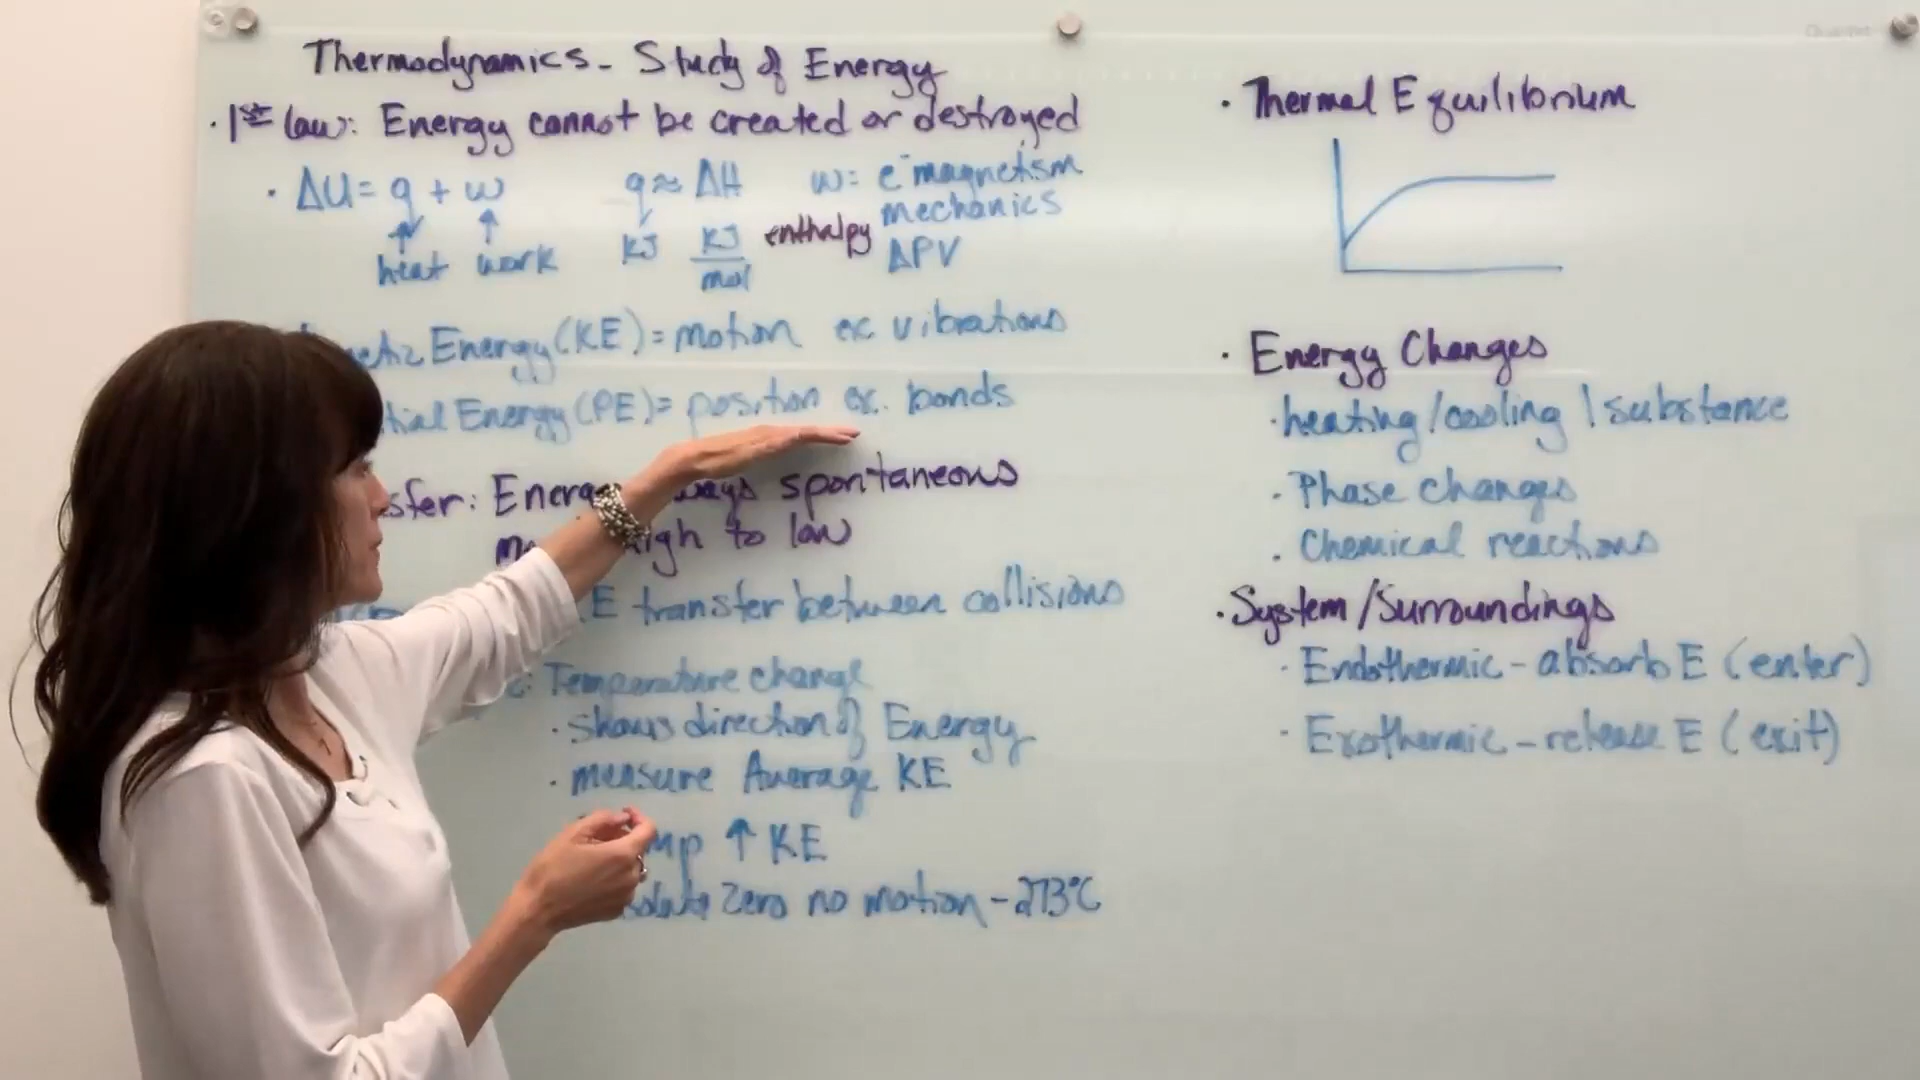 Thermodynamics - Study of Energy
· 1st law: Energy cannot be created or destroyed
· ΔU = q + w
heat work
q ≈ ΔH
kJ kJ/mol
enthalpy
w = e⁻magnetism
mechanics
ΔPV
Energy (KE) = motion ex vibrations
Energy (PE) = position ex. bonds
spontaneous
to low
E transfer between collisions
Temperature change
· shows direction of Energy
· measure Average KE
↑ KE
Zero no motion -273°C
· Thermal Equilibrium
· Energy Changes
· heating/cooling 1 substance
· Phase changes
· Chemical reactions
· System/Surroundings
· Endothermic - absorb E (enter)
· Exothermic - release E (exit)